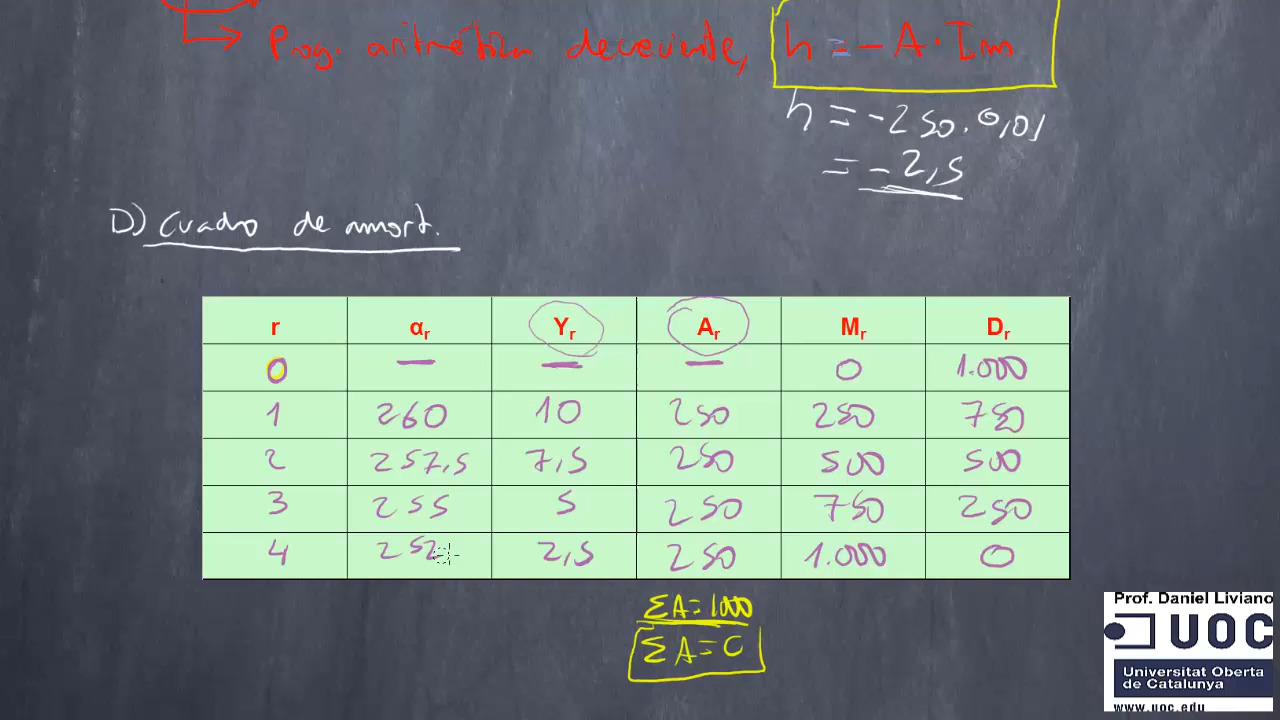 Prog. aritmética decreciente, h = - A · Im
h = - 250 . 0,01
= - 2,5
D) Cuadro de amort.
r αr Yr Ar Mr Dr
0 — — — 0 1.000
1 260 10 250 250 750
2 257,5 7,5 250 500 500
3 255 5 250 750 250
4 252 2,5 250 1.000 0
ΣA = 1000
ΣA = C
Prof. Daniel Liviano
UOC
Universitat Oberta
de Catalunya
www.uoc.edu